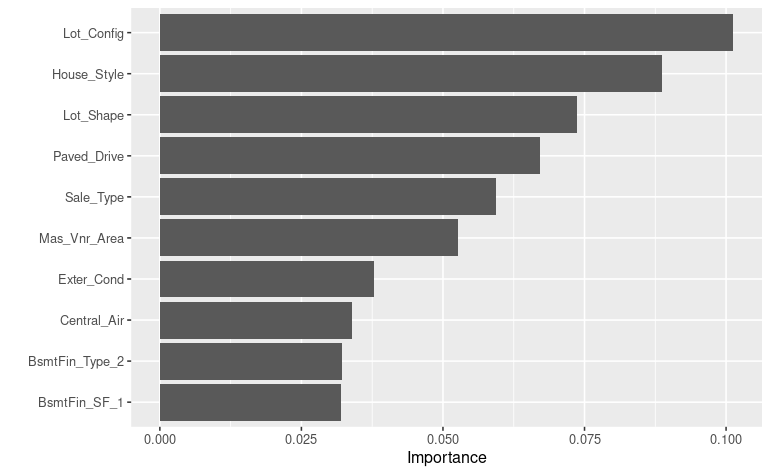 Lot_Config
House_Style
Lot_Shape
Paved_Drive
Sale_Type
Mas_Vnr_Area
Exter_Cond
Central_Air
BsmtFin_Type_2
BsmtFin_SF_1
0.000 0.025 0.050 0.075 0.100
Importance